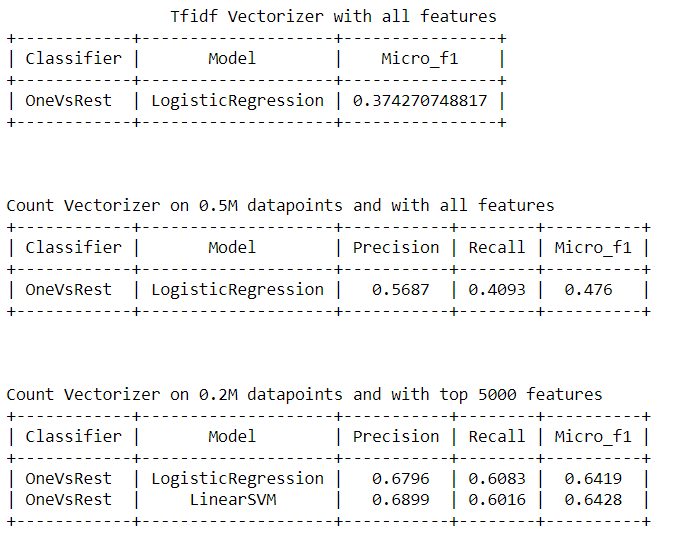 Tfidf Vectorizer with all features
+------------+--------------------+----------------+
| Classifier |       Model        |    Micro_f1    |
+------------+--------------------+----------------+
| OneVsRest  | LogisticRegression | 0.374270748817 |
+------------+--------------------+----------------+
Count Vectorizer on 0.5M datapoints and with all features
+------------+--------------------+-----------+--------+----------+
| Classifier |       Model        | Precision | Recall | Micro_f1 |
+------------+--------------------+-----------+--------+----------+
| OneVsRest  | LogisticRegression |   0.5687  | 0.4093 |  0.476   |
+------------+--------------------+-----------+--------+----------+
Count Vectorizer on 0.2M datapoints and with top 5000 features
+------------+--------------------+-----------+--------+----------+
| Classifier |       Model        | Precision | Recall | Micro_f1 |
+------------+--------------------+-----------+--------+----------+
| OneVsRest  | LogisticRegression |   0.6796  | 0.6083 |  0.6419  |
| OneVsRest  |     LinearSVM      |   0.6899  | 0.6016 |  0.6428  |
+------------+--------------------+-----------+--------+----------+